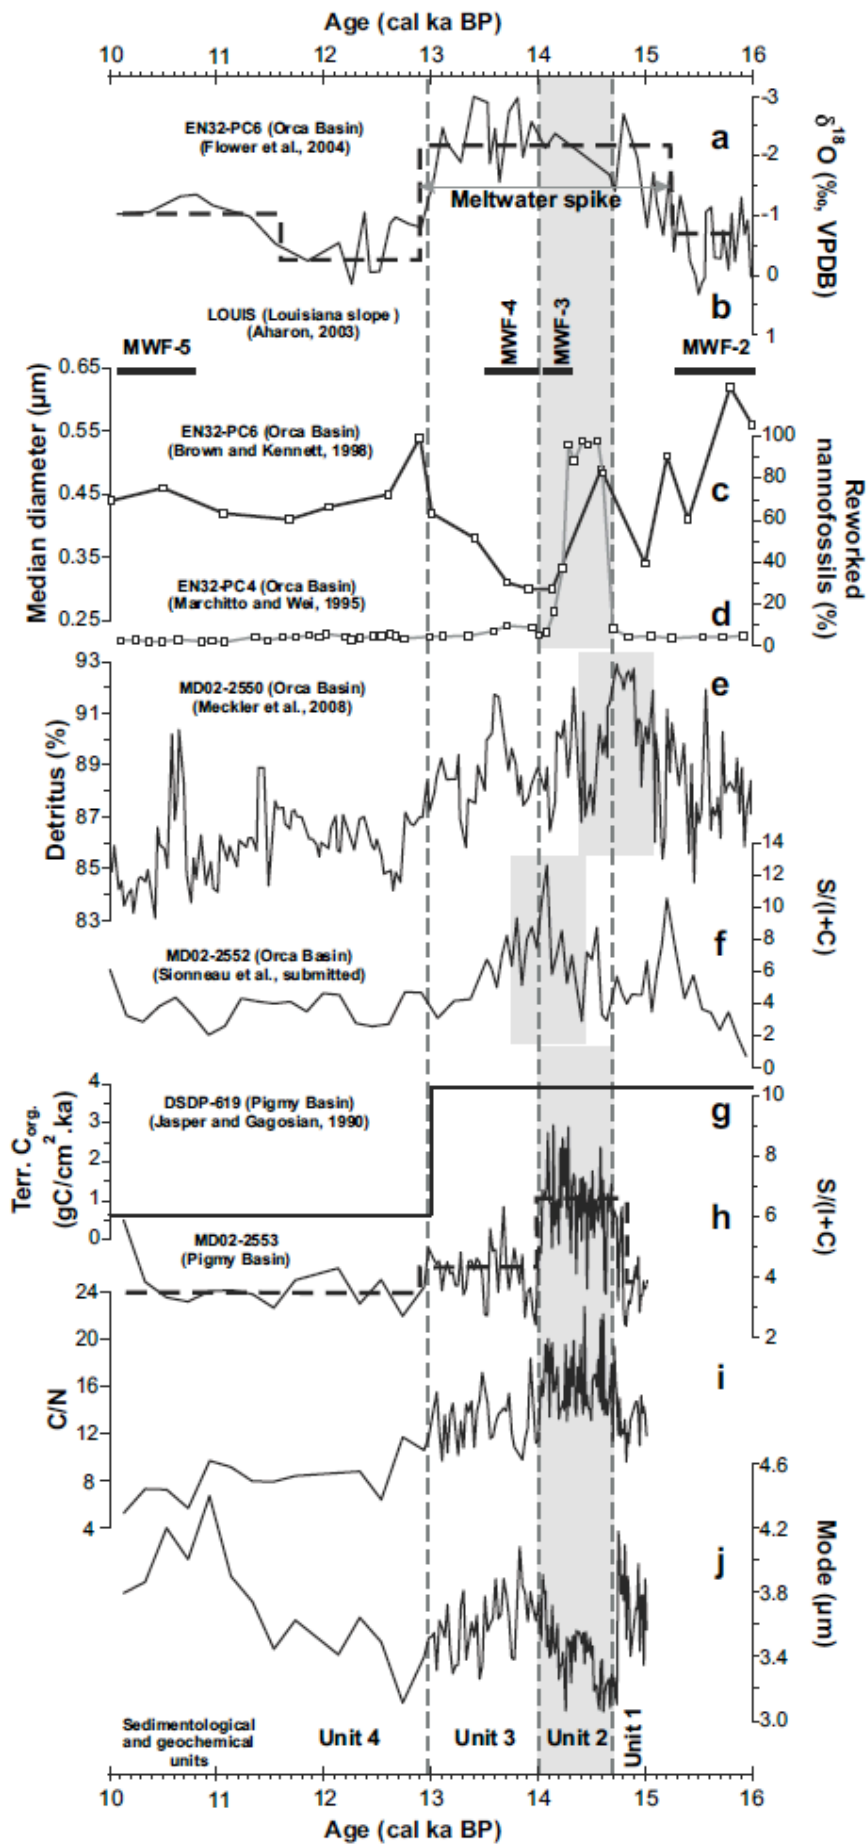 Age (cal ka BP)
10 11 12 13 14 15 16
EN32-PC6 (Orca Basin)
(Flower et al., 2004)
a
-3
-2
-1
0
1
δ18O (‰, VPDB)
Meltwater spike
LOUIS (Louisiana slope )
(Aharon, 2003)
b
MWF-5
MWF-4
MWF-3
MWF-2
Median diameter (µm)
0.65
0.55
0.45
0.35
0.25
EN32-PC6 (Orca Basin)
(Brown and Kennett, 1998)
c
100
80
60
40
20
0
Reworked
nannofossils (%)
EN32-PC4 (Orca Basin)
(Marchitto and Wei, 1995)
d
Detritus (%)
93
91
89
87
85
83
MD02-2550 (Orca Basin)
(Meckler et al., 2008)
e
14
12
10
8
6
4
2
0
S/(I+C)
MD02-2552 (Orca Basin)
(Sionneau et al., submitted)
f
Terr. Corg.
(gC/cm2.ka)
4
3
2
1
0
DSDP-619 (Pigmy Basin)
(Jasper and Gagosian, 1990)
g
10
8
6
4
2
S/(I+C)
MD02-2553
(Pigmy Basin)
h
C/N
24
20
16
12
8
4
i
4.6
4.2
3.8
3.4
3.0
Mode (µm)
j
Sedimentological
and geochemical
units
Unit 4
Unit 3
Unit 2
Unit 1
10 11 12 13 14 15 16
Age (cal ka BP)